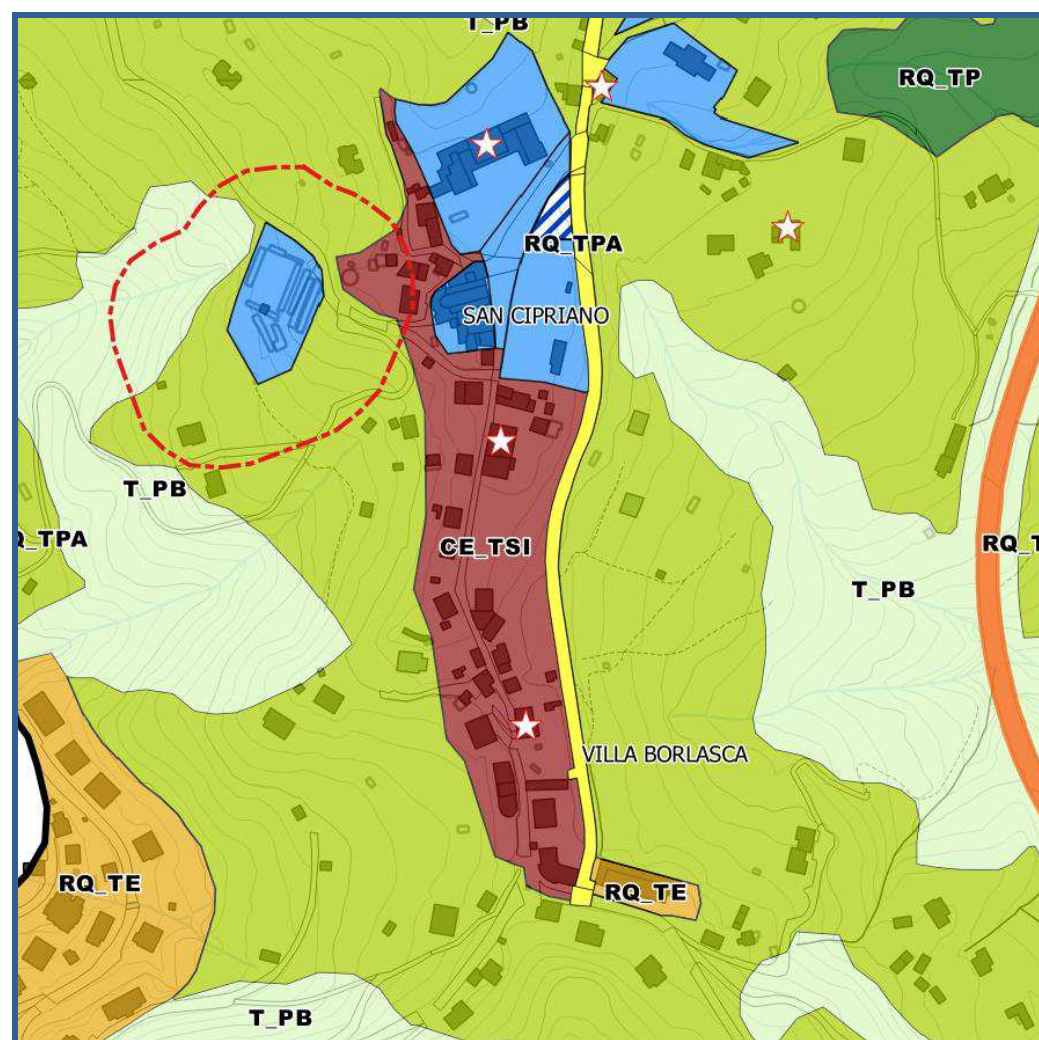 T_PB
RQ_TP
RQ_TPA
SAN CIPRIANO
T_PB
Q_TPA
CE_TSI
RQ_T
T_PB
VILLA BORLASCA
RQ_TE
RQ_TE
T_PB